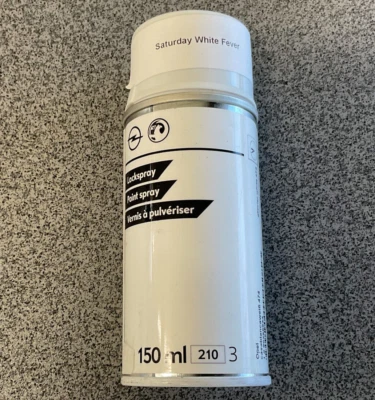 Saturday White Fever
Lackspray
Paint spray
Vernis à pulvériser
150 ml 210 3